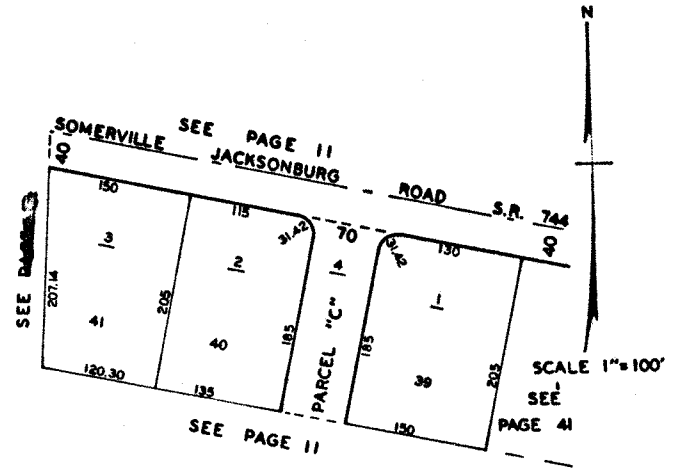 N
SEE PAGE 11
SOMERVILLE JACKSONBURG ROAD S.R. 744
40
40
150
115
31.42
70
31.42
130
3
2
4
1
207.14
205
185
PARCEL "C"
185
205
41
40
39
SEE
120.30
135
150
SEE PAGE 11
SCALE 1"=100'
SEE
PAGE 41